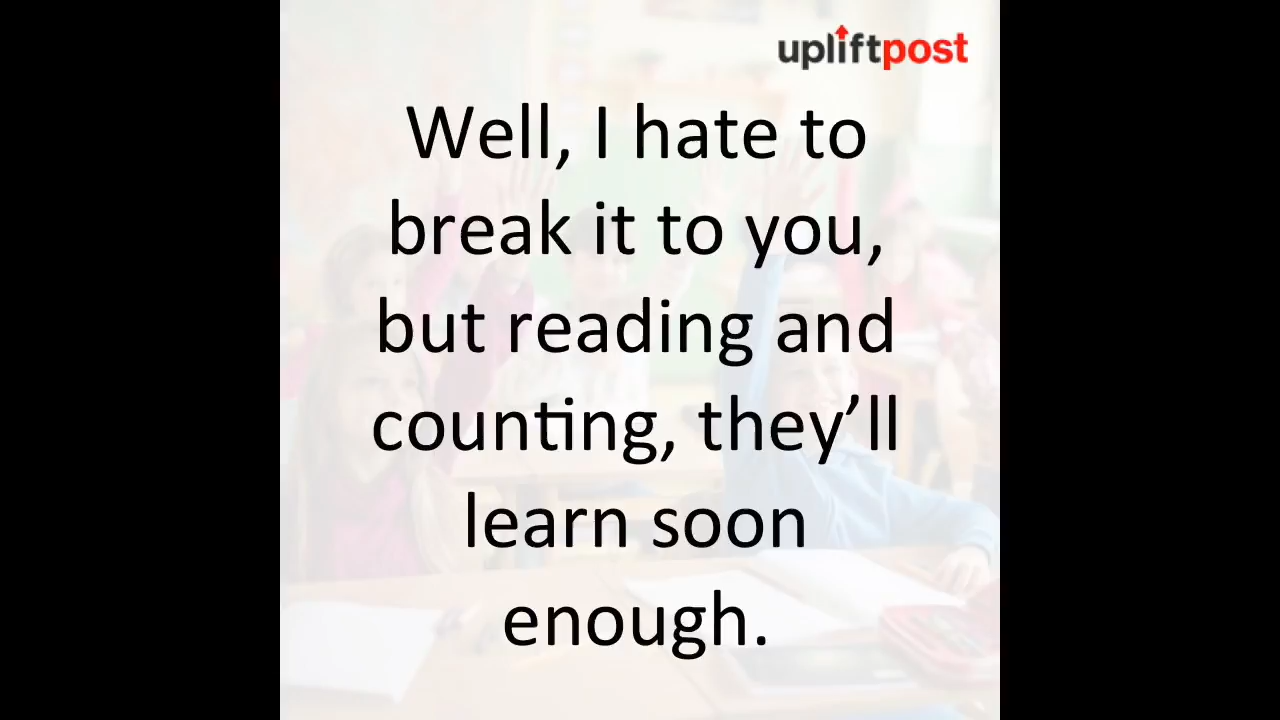 upliftpost
Well, I hate to
break it to you,
but reading and
counting, they’ll
learn soon
enough.